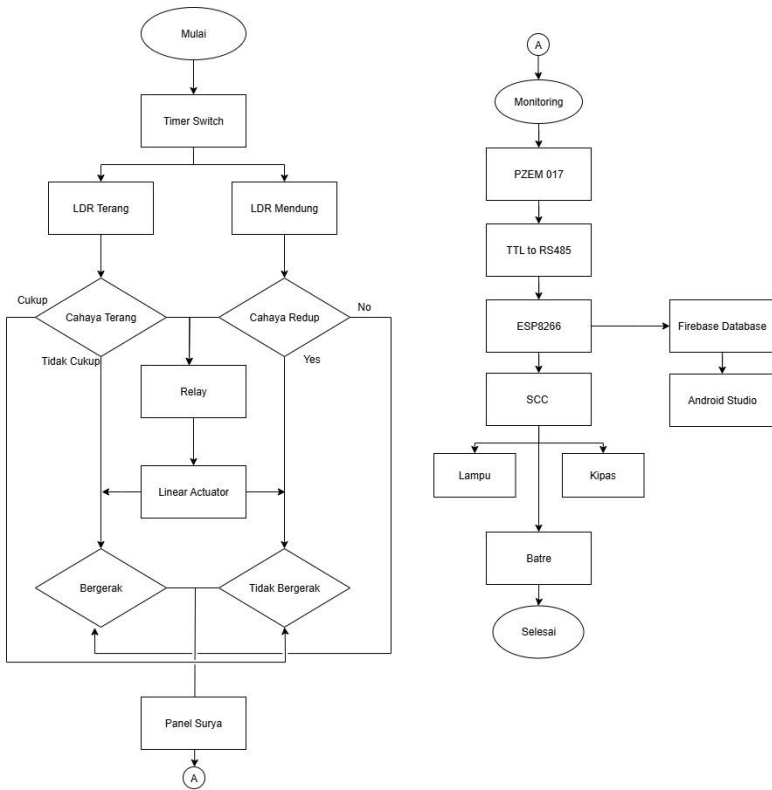 Mulai
Timer Switch
LDR Terang
LDR Mendung
Cukup
Cahaya Terang
Cahaya Redup
No
Tidak Cukup
Yes
Relay
Linear Actuator
Bergerak
Tidak Bergerak
Panel Surya
A
A
Monitoring
PZEM 017
TTL to RS485
ESP8266
Firebase Database
SCC
Android Studio
Lampu
Kipas
Batre
Selesai